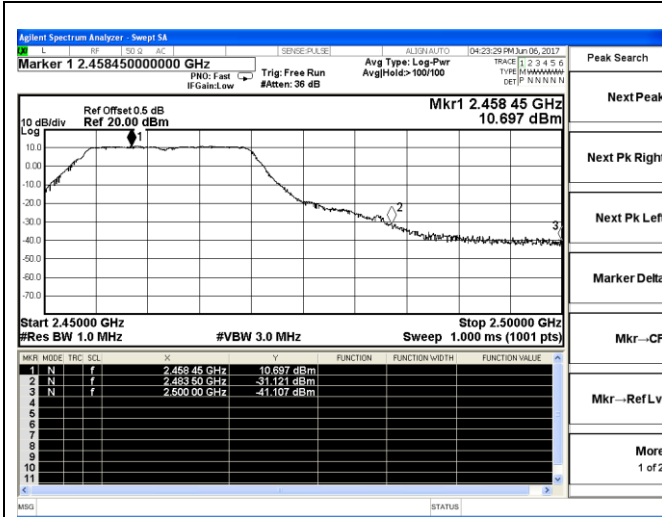 Agilent Spectrum Analyzer - Swept SA
L RF 50 Ω AC SENSE:PULSE ALIGN AUTO 04:23:29 PM Jun 06, 2017
Marker 1 2.458450000000 GHz
PNO: Fast
IFGain:Low
Trig: Free Run
#Atten: 36 dB
Avg Type: Log-Pwr
Avg|Hold:> 100/100
TRACE 1 2 3 4 5 6
TYPE M
DET P N N N N N
Ref Offset 0.5 dB
10 dB/div Ref 20.00 dBm
Log
Mkr1 2.458 45 GHz
10.697 dBm
1
10.0
0.00
-10.0
-20.0
2
-30.0
3
-40.0
-50.0
-60.0
-70.0
Start 2.45000 GHz Stop 2.50000 GHz
#Res BW 1.0 MHz #VBW 3.0 MHz Sweep 1.000 ms (1001 pts)
MKR MODE TRC SCL X Y FUNCTION FUNCTION WIDTH FUNCTION VALUE
1 N f 2.458 45 GHz 10.697 dBm
2 N f 2.483 50 GHz -31.121 dBm
3 N f 2.500 00 GHz -41.107 dBm
4
5
6
7
8
9
10
11
MSG STATUS
Peak Search
Next Peak
Next Pk Right
Next Pk Left
Marker Delta
Mkr→CF
Mkr→Ref Lv
More
1 of 2